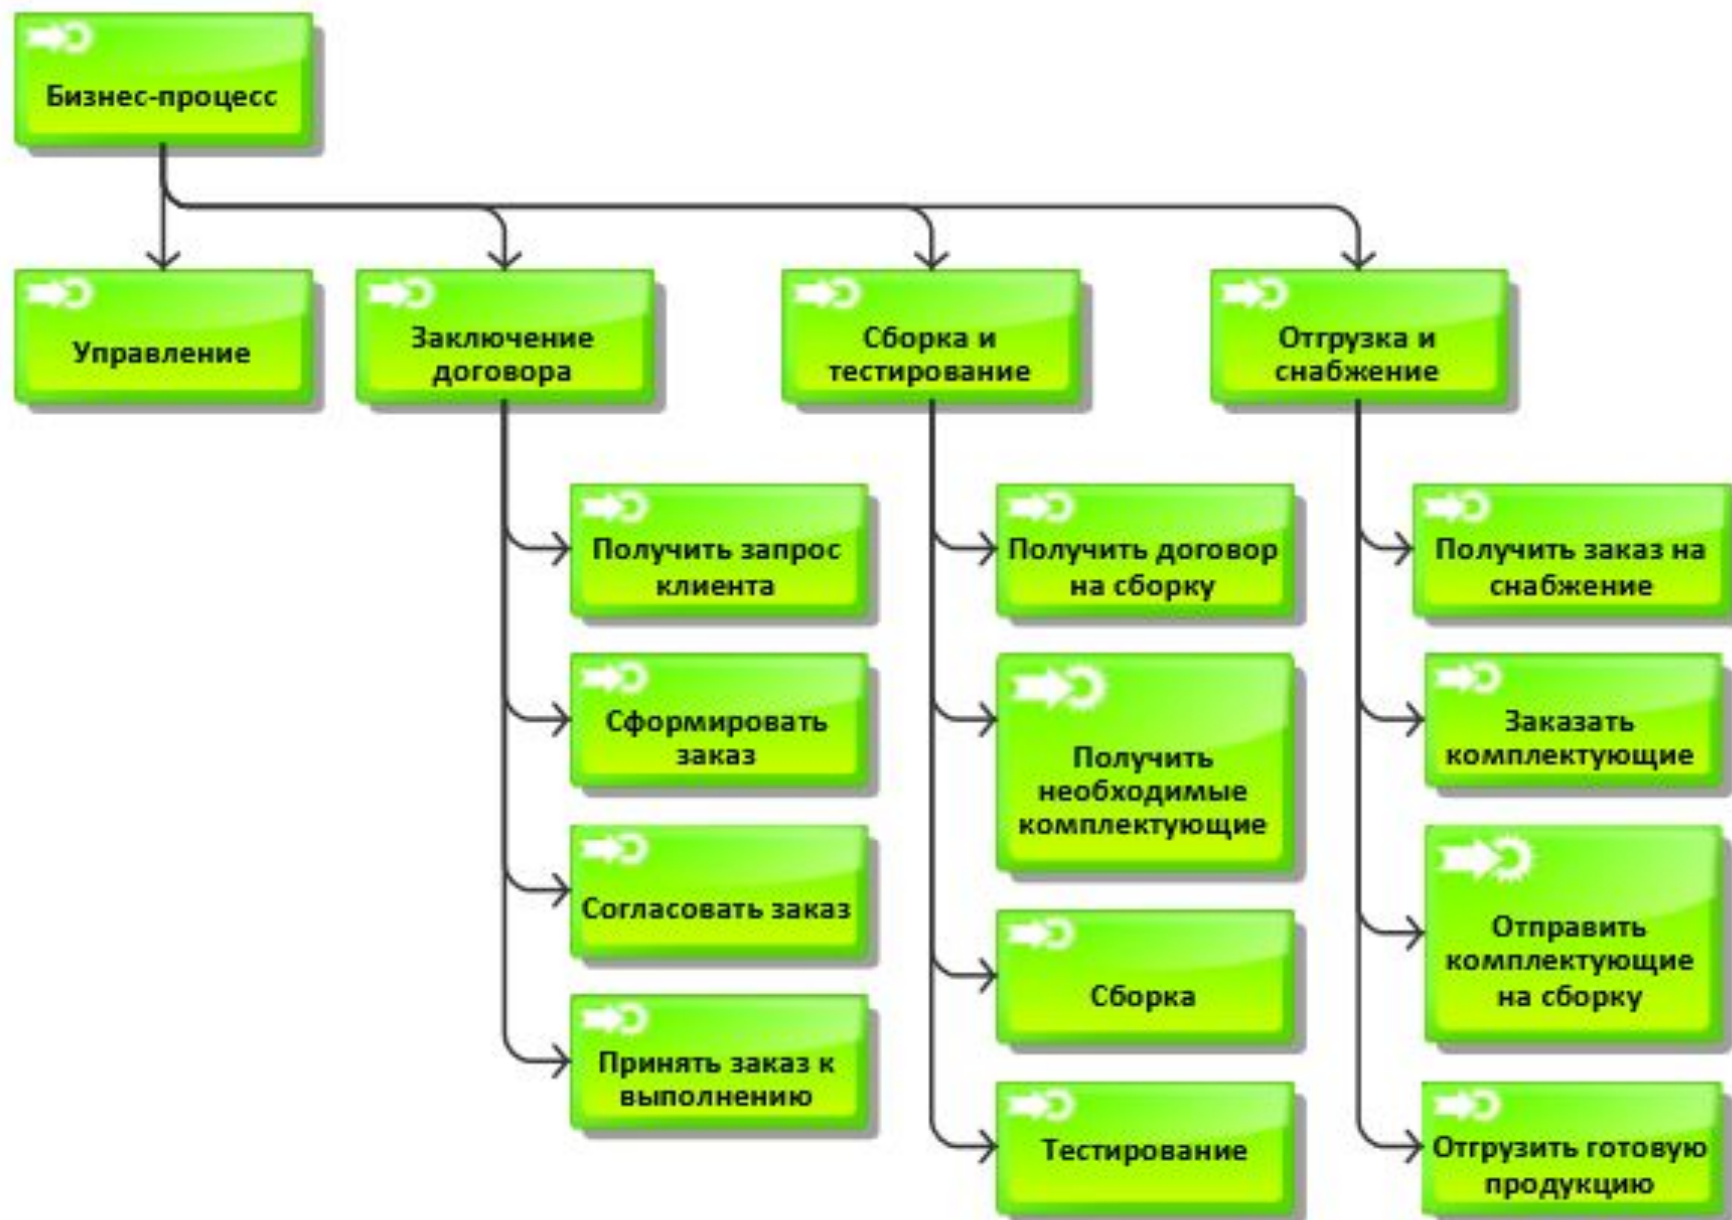 Бизнес-процесс
Управление
Заключение
договора
Сборка и
тестирование
Отгрузка и
снабжение
Получить запрос
клиента
Сформировать
заказ
Согласовать заказ
Принять заказ к
выполнению
Получить договор
на сборку
Получить
необходимые
комплектующие
Сборка
Тестирование
Получить заказ на
снабжение
Заказать
комплектующие
Отправить
комплектующие
на сборку
Отгрузить готовую
продукцию